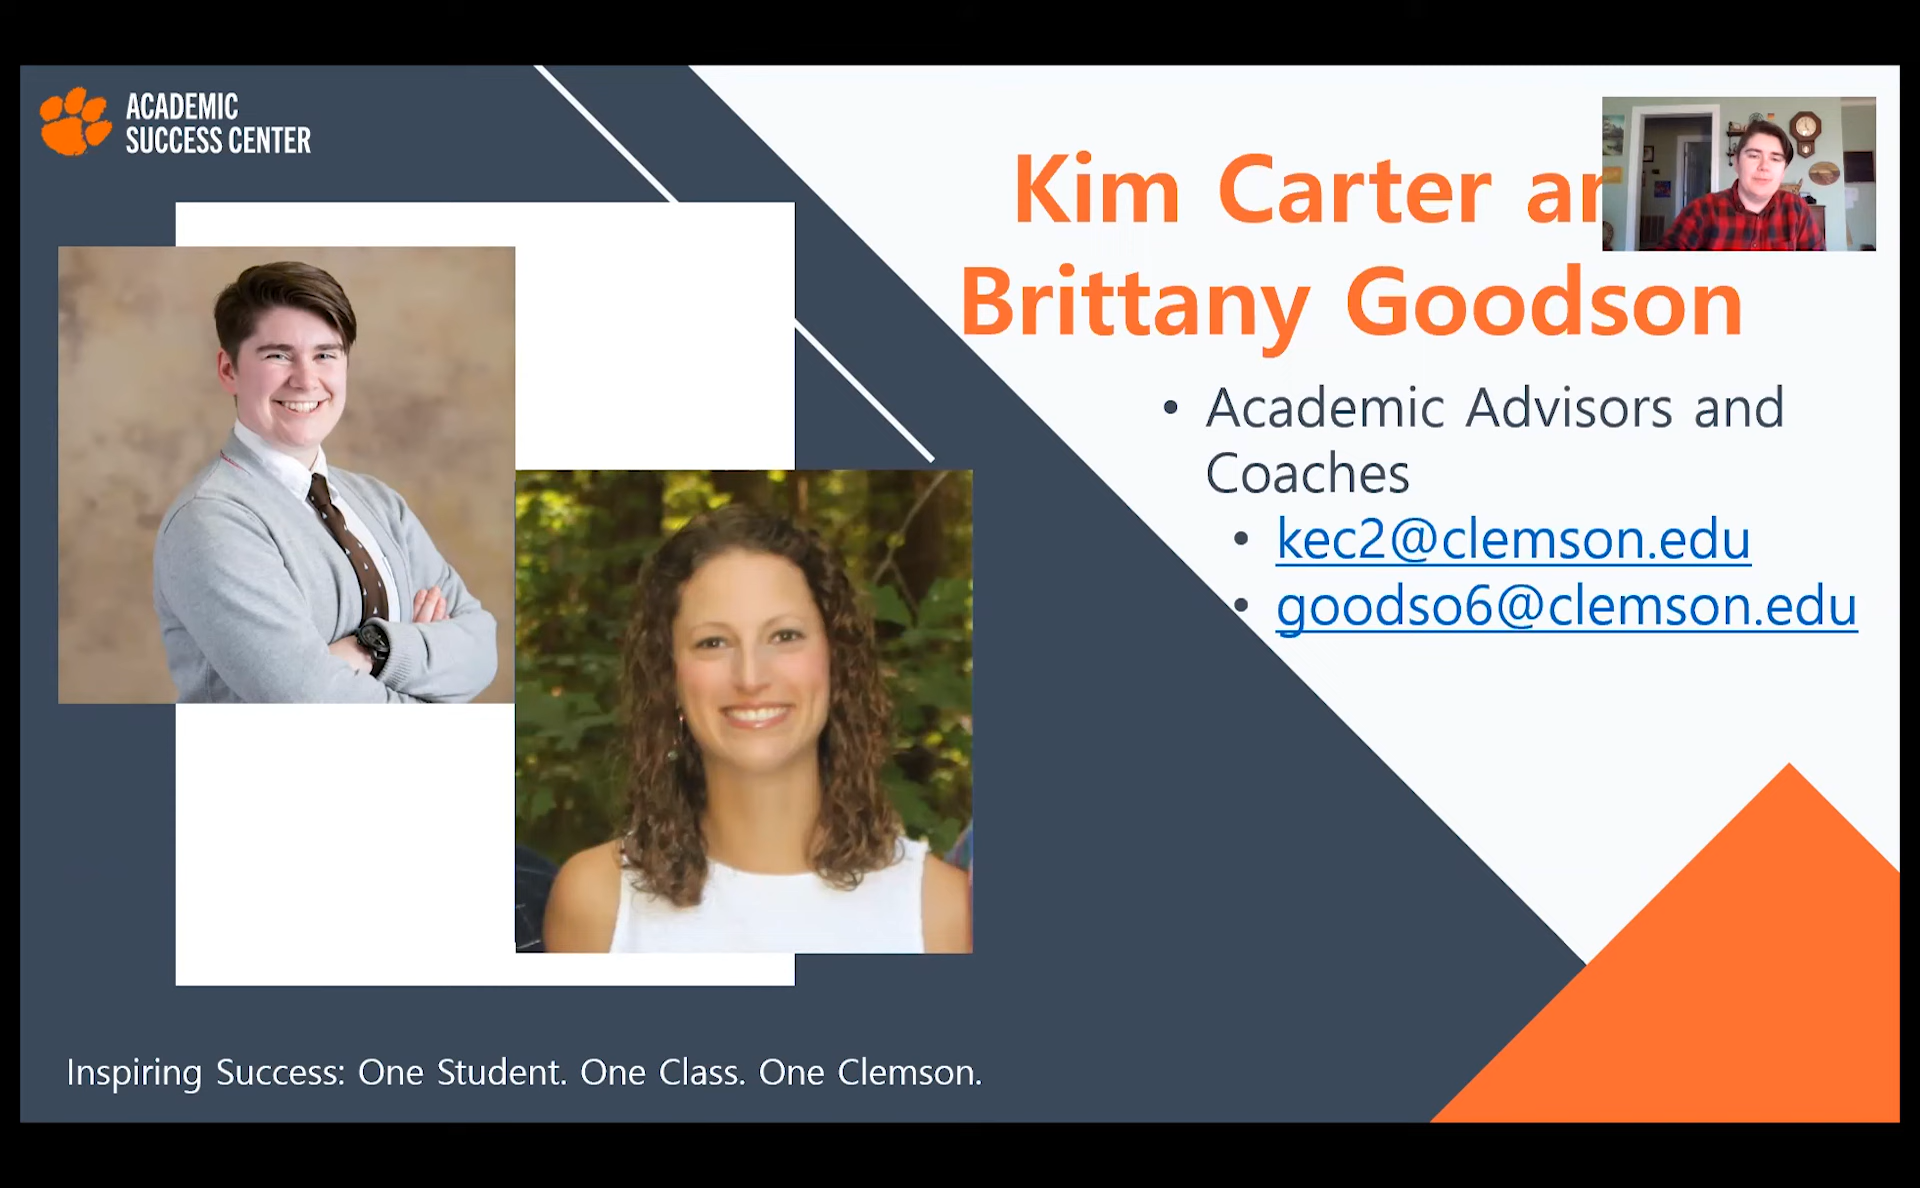 ACADEMIC
SUCCESS CENTER
Kim Carter
Brittany Goodson
• Academic Advisors and
Coaches
• kec2@clemson.edu
• goodso6@clemson.edu
Inspiring Success: One Student. One Class. One Clemson.